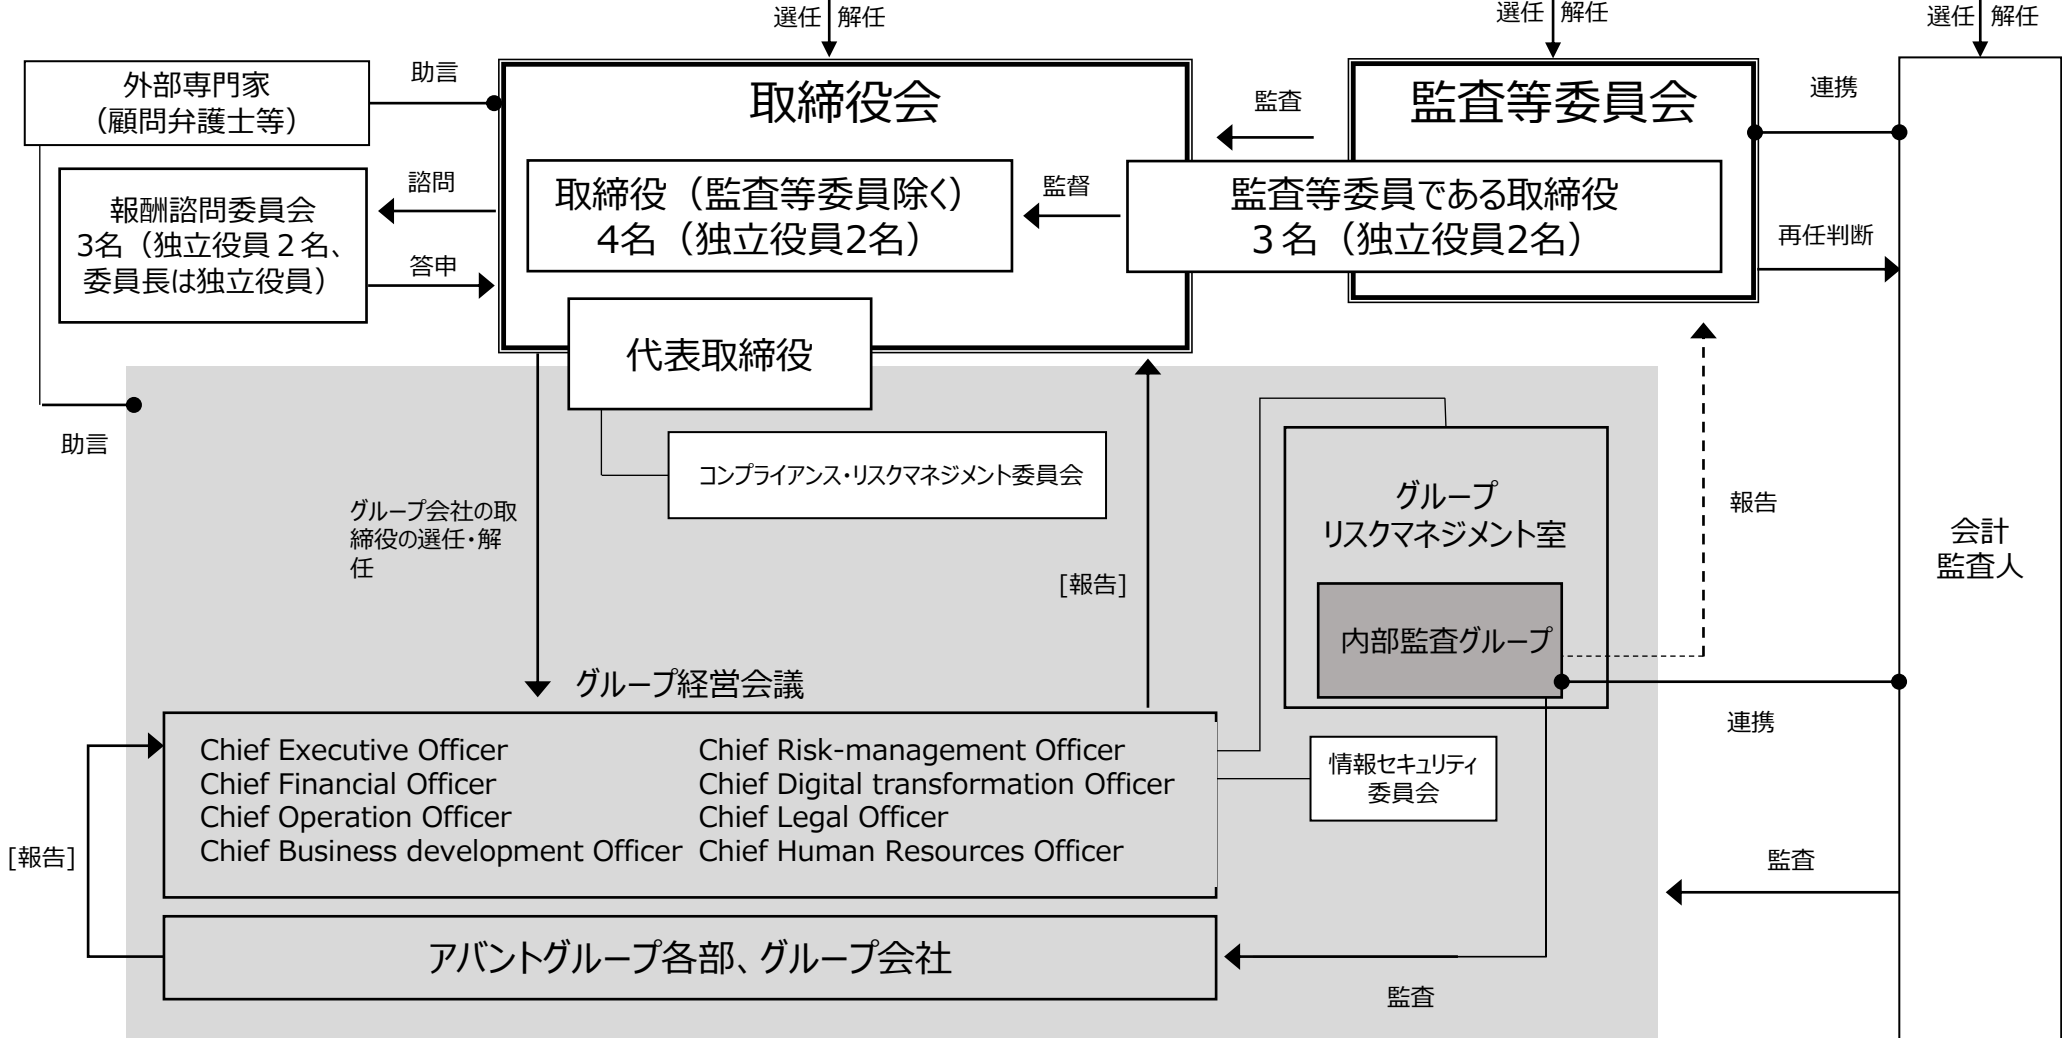 選任 解任
選任 解任
選任 解任
外部専門家
（顧問弁護士等）
助言
取締役会
監査
監査等委員会
連携
諮問
報酬諮問委員会
3名（独立役員２名、
委員長は独立役員）
答申
取締役（監査等委員除く）
4名（独立役員2名）
監督
監査等委員である取締役
３名（独立役員2名）
再任判断
代表取締役
助言
コンプライアンス・リスクマネジメント委員会
グループ会社の取
締役の選任・解
任
[報告]
グループ
リスクマネジメント室
内部監査グループ
報告
会計
監査人
連携
グループ経営会議
Chief Executive Officer
Chief Financial Officer
Chief Operation Officer
Chief Business development Officer
Chief Risk-management Officer
Chief Digital transformation Officer
Chief Legal Officer
Chief Human Resources Officer
情報セキュリティ
委員会
[報告]
監査
アバントグループ各部、グループ会社
監査